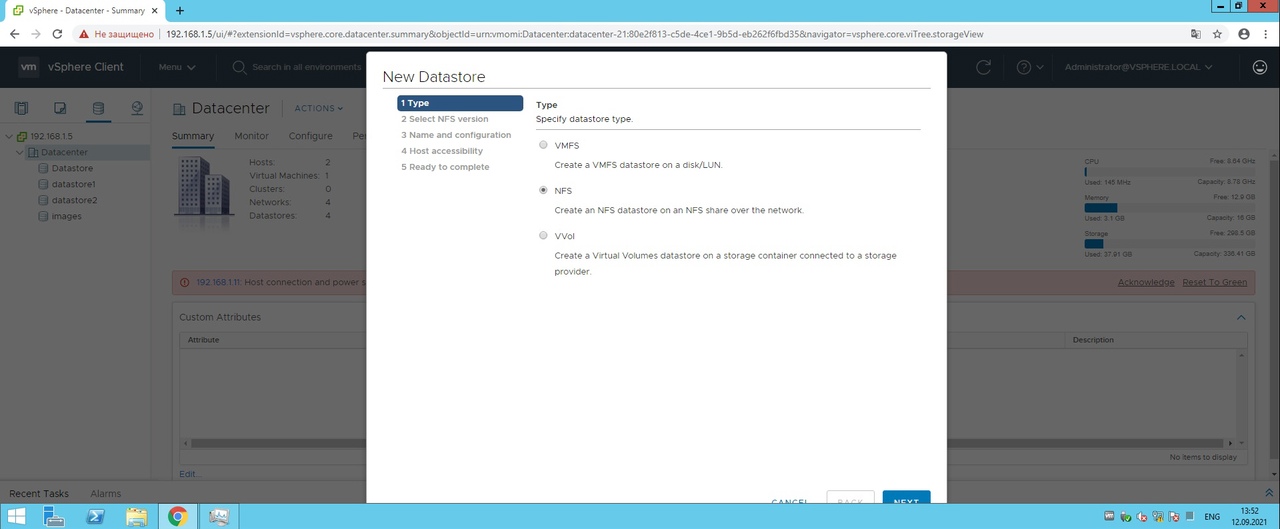 vSphere - Datacenter - Summary
Не защищено 192.168.1.5/ui/#?extensionId=vsphere.core.datacenter.summary&objectId=urn:vmomi:Datacenter:datacenter-21:80e2f813-c5de-4ce1-9b5d-eb262f6fbd35&navigator=vsphere.core.viTree.storageView
vm vSphere Client Menu Search in all environments Administrator@VSPHERE.LOCAL
192.168.1.5
Datacenter
Datastore
datastore1
datastore2
images
Datacenter ACTIONS
Summary Monitor Configure
Hosts: 2
Virtual Machines: 1
Clusters: 0
Networks: 4
Datastores: 4
192.168.1.11: Host connection and power s
Custom Attributes
Attribute
Edit...
New Datastore
1 Type
2 Select NFS version
3 Name and configuration
4 Host accessibility
5 Ready to complete
Type
Specify datastore type.
VMFS
Create a VMFS datastore on a disk/LUN.
NFS
Create an NFS datastore on an NFS share over the network.
VVol
Create a Virtual Volumes datastore on a storage container connected to a storage
provider.
CANCEL BACK NEXT
CPU Free: 8.64 GHz
Used: 145 MHz Capacity: 8.78 GHz
Memory Free: 12.9 GB
Used: 3.1 GB Capacity: 16 GB
Storage Free: 298.5 GB
Used: 37.91 GB Capacity: 336.41 GB
Acknowledge Reset To Green
Description
No items to display
Recent Tasks Alarms
ENG
13:52
12.09.2021